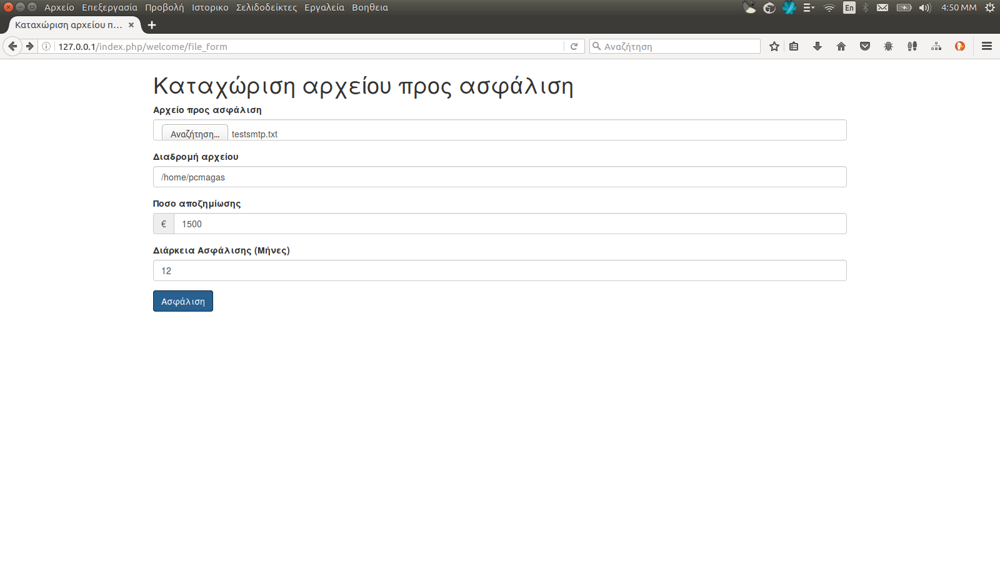 Αρχείο Επεξεργασία Προβολή Ιστορικο Σελιδοδείκτες Εργαλεία Βοηθεια En 4:50 ΜΜ
Καταχώριση αρχείου π...
127.0.0.1/index.php/welcome/file_form Αναζήτηση
Καταχώριση αρχείου προς ασφάλιση
Αρχείο προς ασφάλιση
Αναζήτηση... testsmtp.txt
Διαδρομή αρχείου
/home/pcmagas
Ποσο αποζημίωσης
€ 1500
Διάρκεια Ασφάλισης (Μήνες)
12
Ασφάλιση